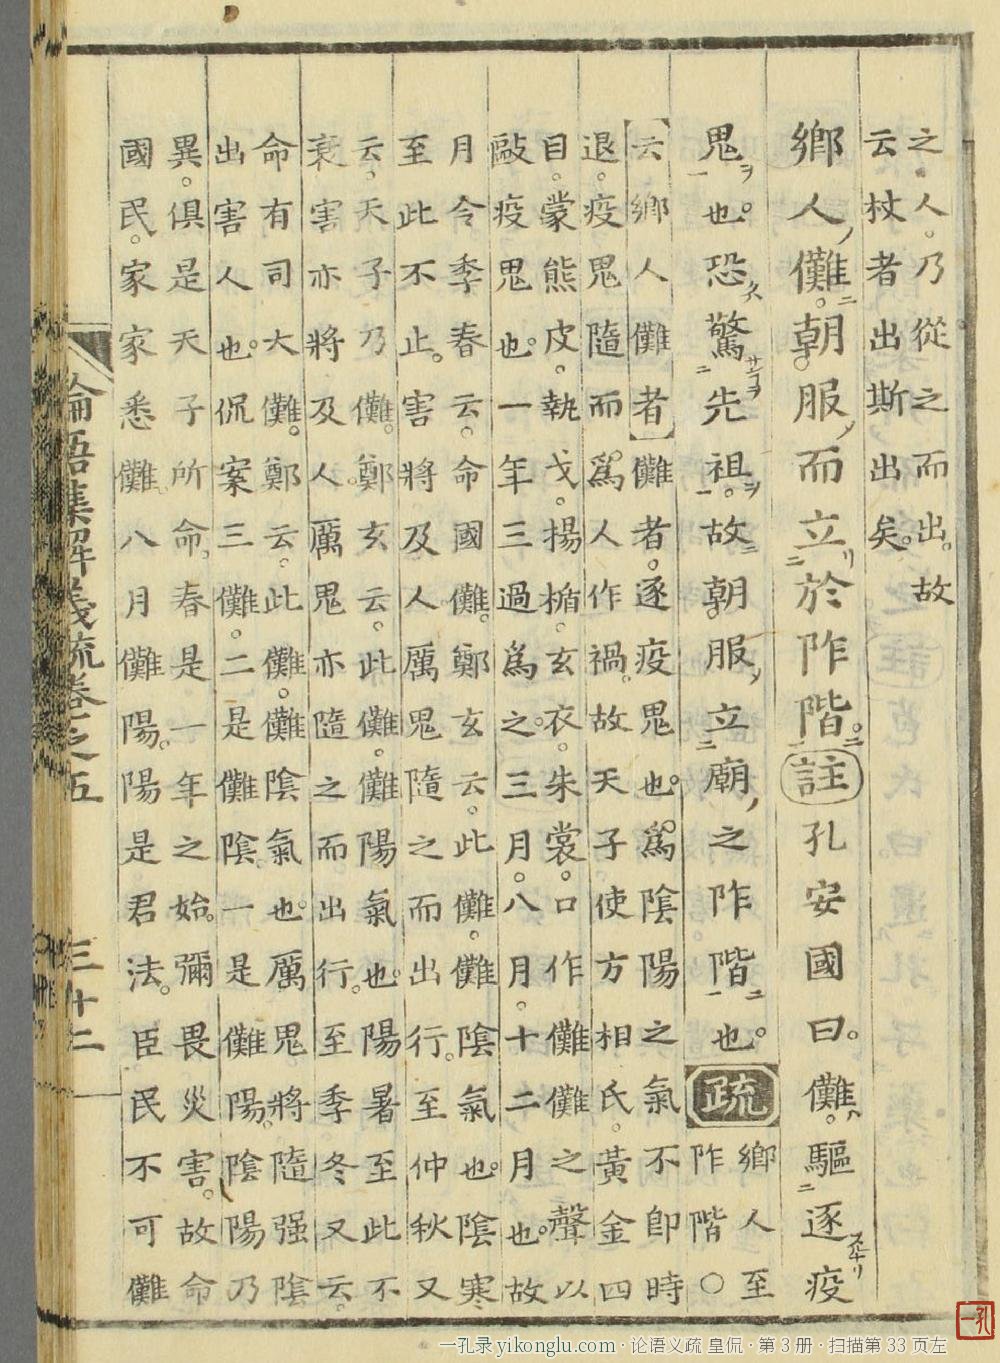 之人。乃從之而出。故
云杖者出斯出矣。
鄉人儺。朝服而立於阼階。註孔安國曰。儺。驅逐疫
鬼也。恐驚先祖。故朝服立廟之阼階也。疏鄉人至
阼階○
【云鄉人儺者】儺者。逐疫鬼也。爲陰陽之氣不卽時
退。疫鬼隨而爲人作禍。故天子使方相氏。黃金四
目。蒙熊皮。執戈。揚楯。玄衣。朱裳。口作儺儺之聲以
敺疫鬼也。一年三過爲之。三月。八月。十二月也。故
月令季春云。命國儺。鄭玄云。此儺。儺陰氣也。陰寒
至此不止。害將及人厲鬼隨之而出行。至仲秋又
云。天子乃儺。鄭玄云。此儺。儺陽氣也。陽暑至此不
衰害亦將及人。厲鬼亦隨之而出行。至季冬又云。
命有司大儺。鄭云。此儺。儺陰氣也。厲鬼將隨强陰
出害人也。侃案三儺。二是儺陰。一是儺陽。陰陽乃
異。俱是天子所命。春是一年之始。彌畏災害。故命
國民。家家悉儺。八月儺陽。陽是君法。臣民不可儺
論語集解義疏卷之五 三十二
一孔录 yikonglu.com · 论语义疏 皇侃 · 第 3 册 · 扫描第 33 页左
一孔